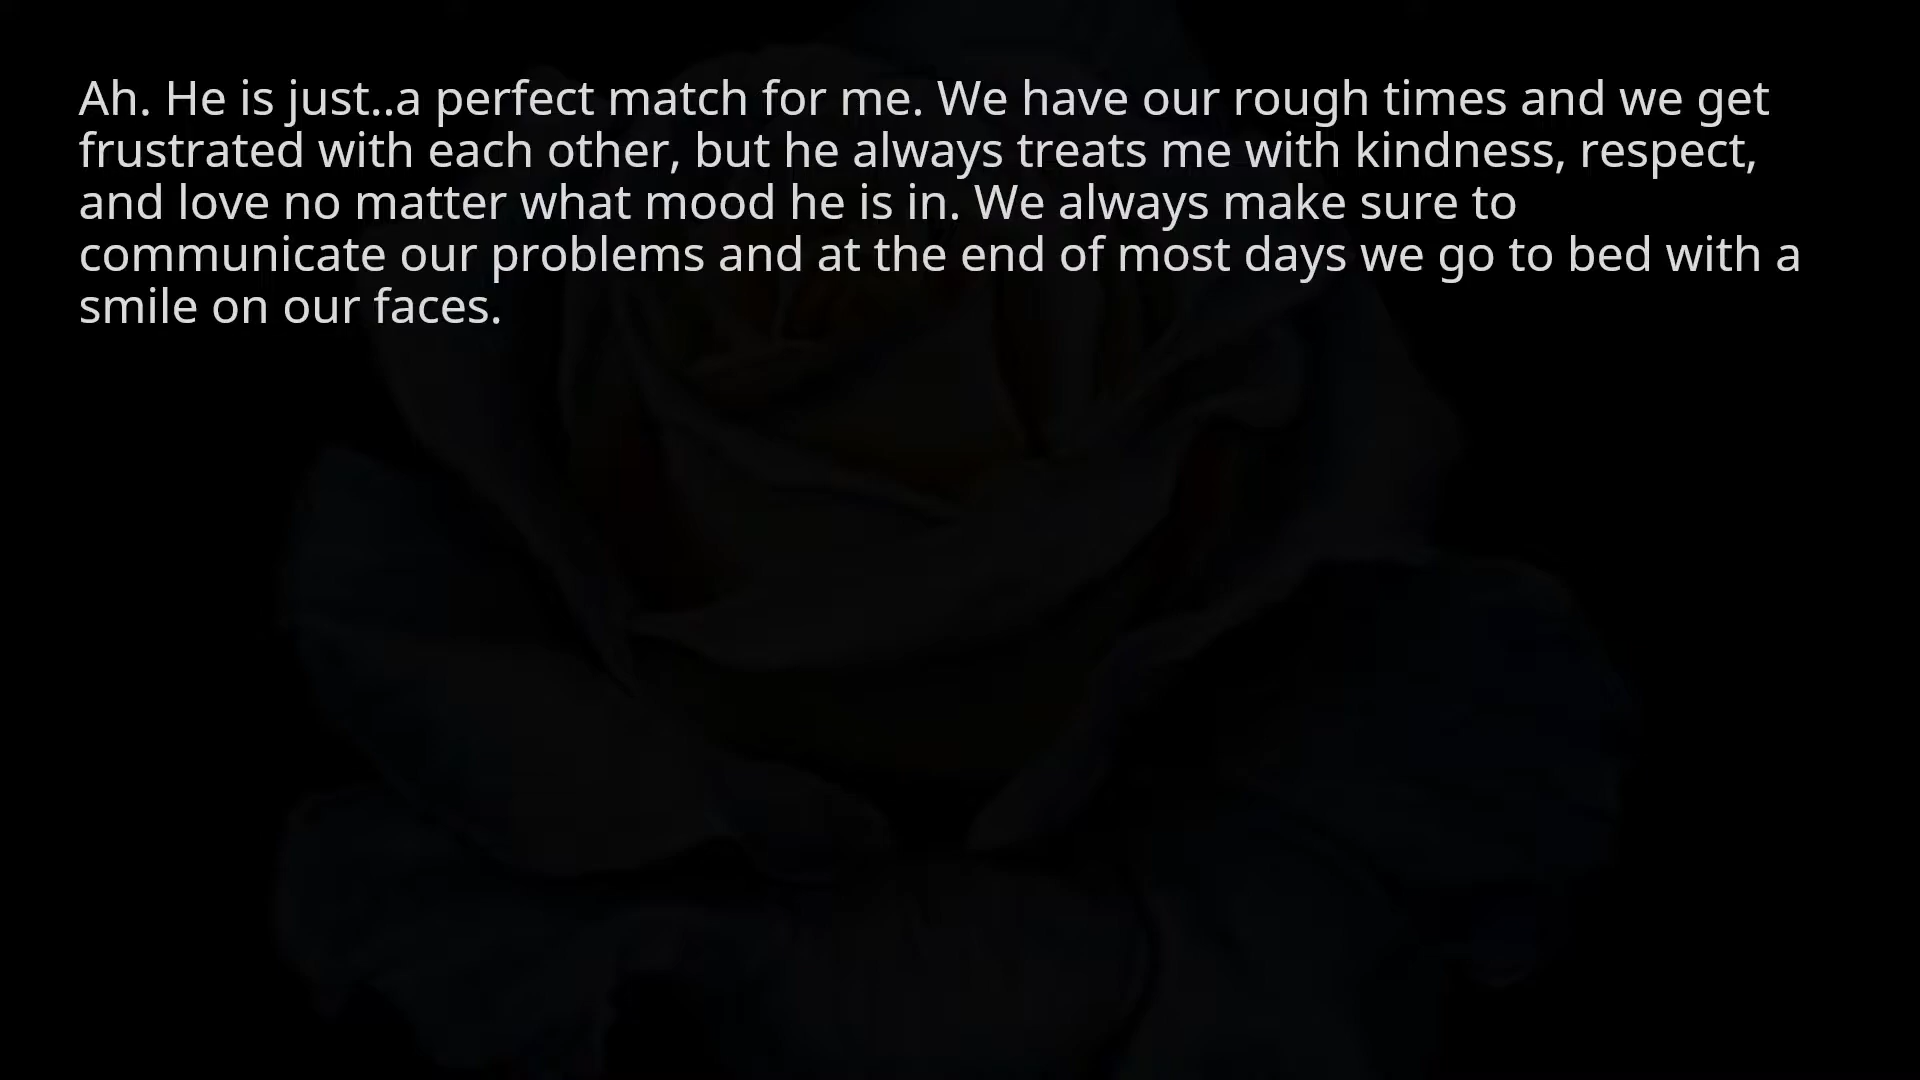 Ah. He is just..a perfect match for me. We have our rough times and we get
frustrated with each other, but he always treats me with kindness, respect,
and love no matter what mood he is in. We always make sure to
communicate our problems and at the end of most days we go to bed with a
smile on our faces.